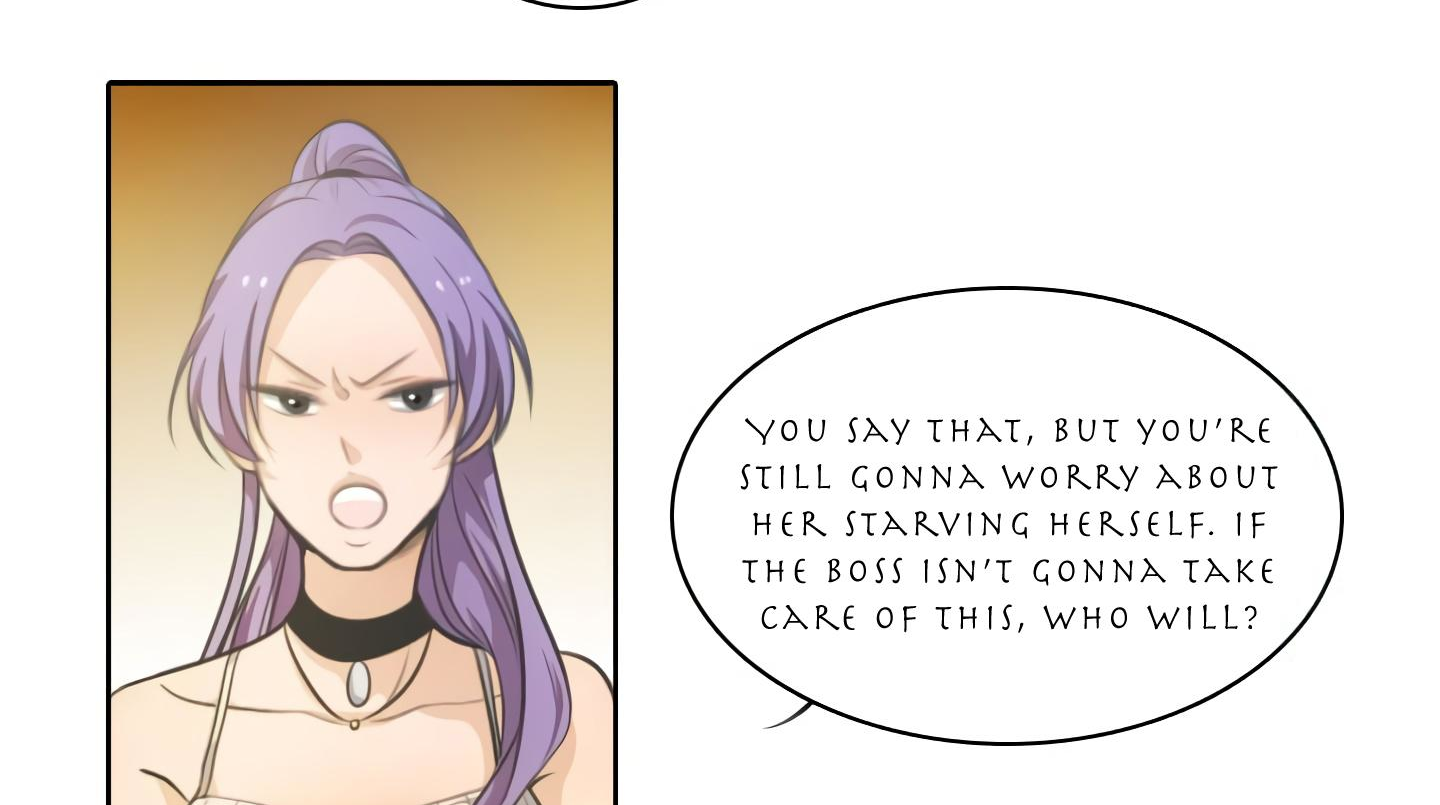 YOU SAY THAT, BUT YOU'RE
STILL GONNA WORRY ABOUT
HER STARVING HERSELF. IF
THE BOSS ISN'T GONNA TAKE
CARE OF THIS, WHO WILL?